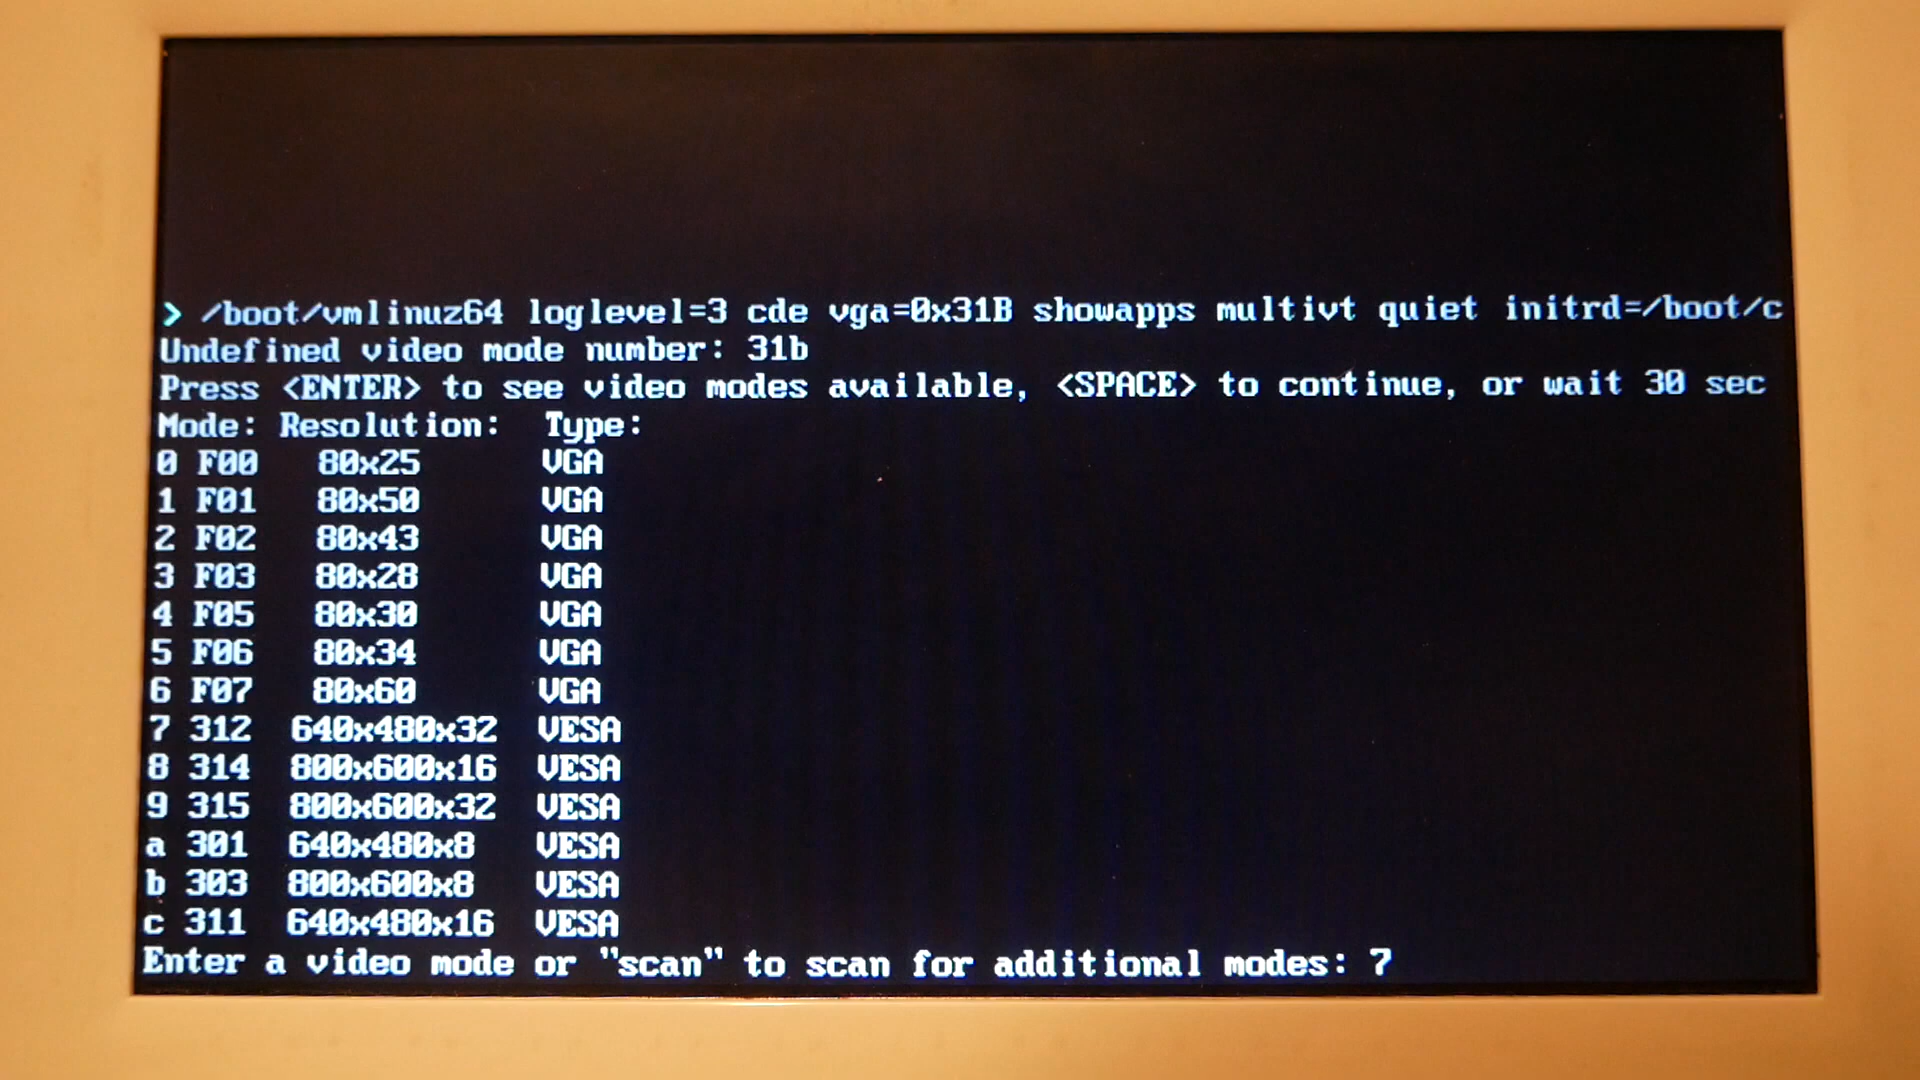 > /boot/vmlinuz64 loglevel=3 cde vga=0x31B showapps multivt quiet initrd=/boot/c
Undefined video mode number: 31b
Press <ENTER> to see video modes available, <SPACE> to continue, or wait 30 sec
Mode: Resolution:  Type:
0 F00   80x25      VGA
1 F01   80x50      VGA
2 F02   80x43      VGA
3 F03   80x28      VGA
4 F05   80x30      VGA
5 F06   80x34      VGA
6 F07   80x60      VGA
7 312  640x480x32  VESA
8 314  800x600x16  VESA
9 315  800x600x32  VESA
a 301  640x480x8   VESA
b 303  800x600x8   VESA
c 311  640x480x16  VESA
Enter a video mode or "scan" to scan for additional modes: 7